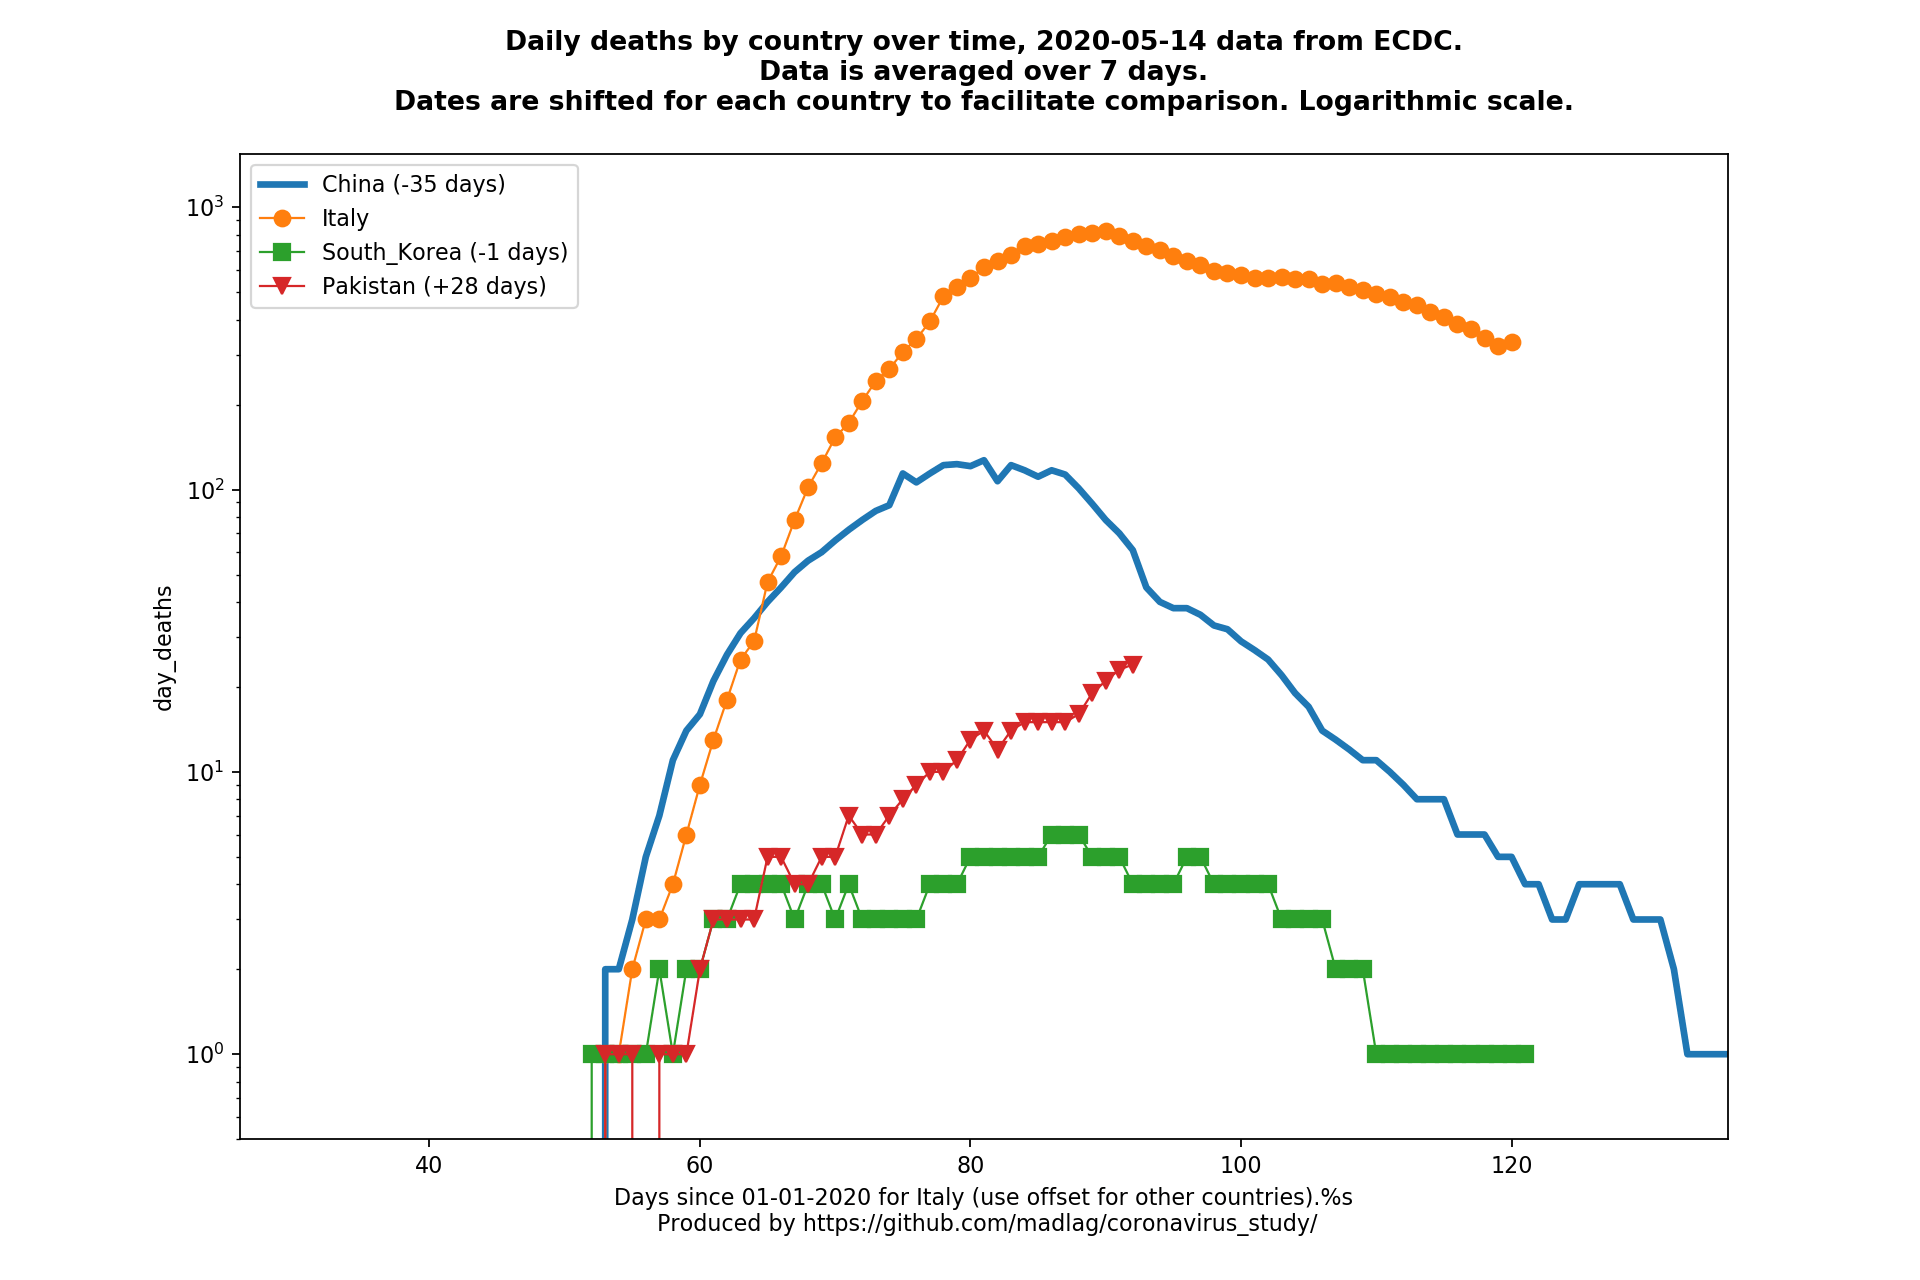 Daily deaths by country over time, 2020-05-14 data from ECDC.
Data is averaged over 7 days.
Dates are shifted for each country to facilitate comparison. Logarithmic scale.
China (-35 days)
Italy
South_Korea (-1 days)
Pakistan (+28 days)
10³
10²
10¹
10⁰
day_deaths
40 60 80 100 120
Days since 01-01-2020 for Italy (use offset for other countries).%s
Produced by https://github.com/madlag/coronavirus_study/